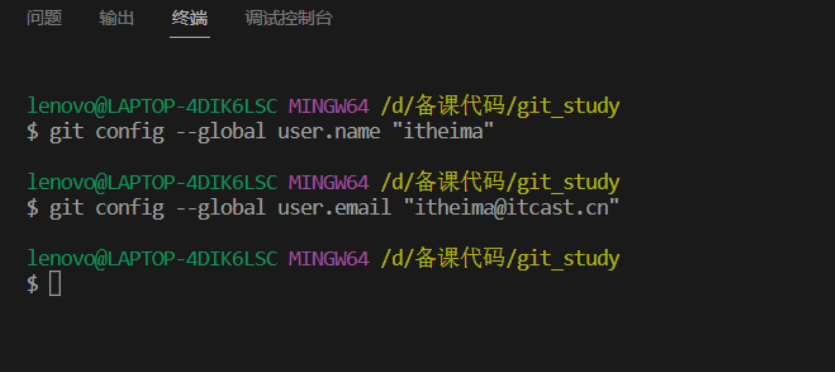 问题 输出 终端 调试控制台
lenovo@LAPTOP-4DIK6LSC MINGW64 /d/备课代码/git_study
$ git config --global user.name "itheima"
lenovo@LAPTOP-4DIK6LSC MINGW64 /d/备课代码/git_study
$ git config --global user.email "itheima@itcast.cn"
lenovo@LAPTOP-4DIK6LSC MINGW64 /d/备课代码/git_study
$